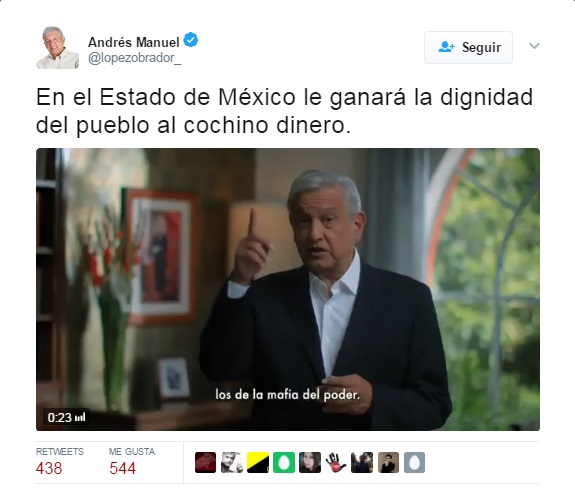 Andrés Manuel
@lopezobrador_
Seguir
En el Estado de México le ganará la dignidad
del pueblo al cochino dinero.
los de la mafia del poder.
0:23
RETWEETS
438
ME GUSTA
544